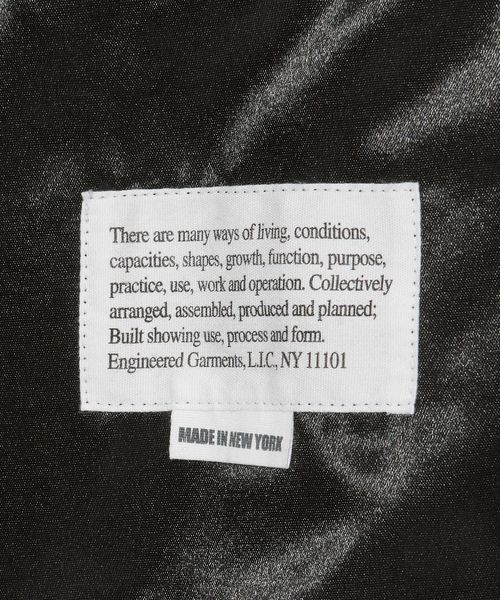 There are many ways of living, conditions,
capacities, shapes, growth, function, purpose,
practice, use, work and operation. Collectively
arranged, assembled, produced and planned;
Built showing use, process and form.
Engineered Garments, L.I.C., NY 11101
MADE IN NEW YORK